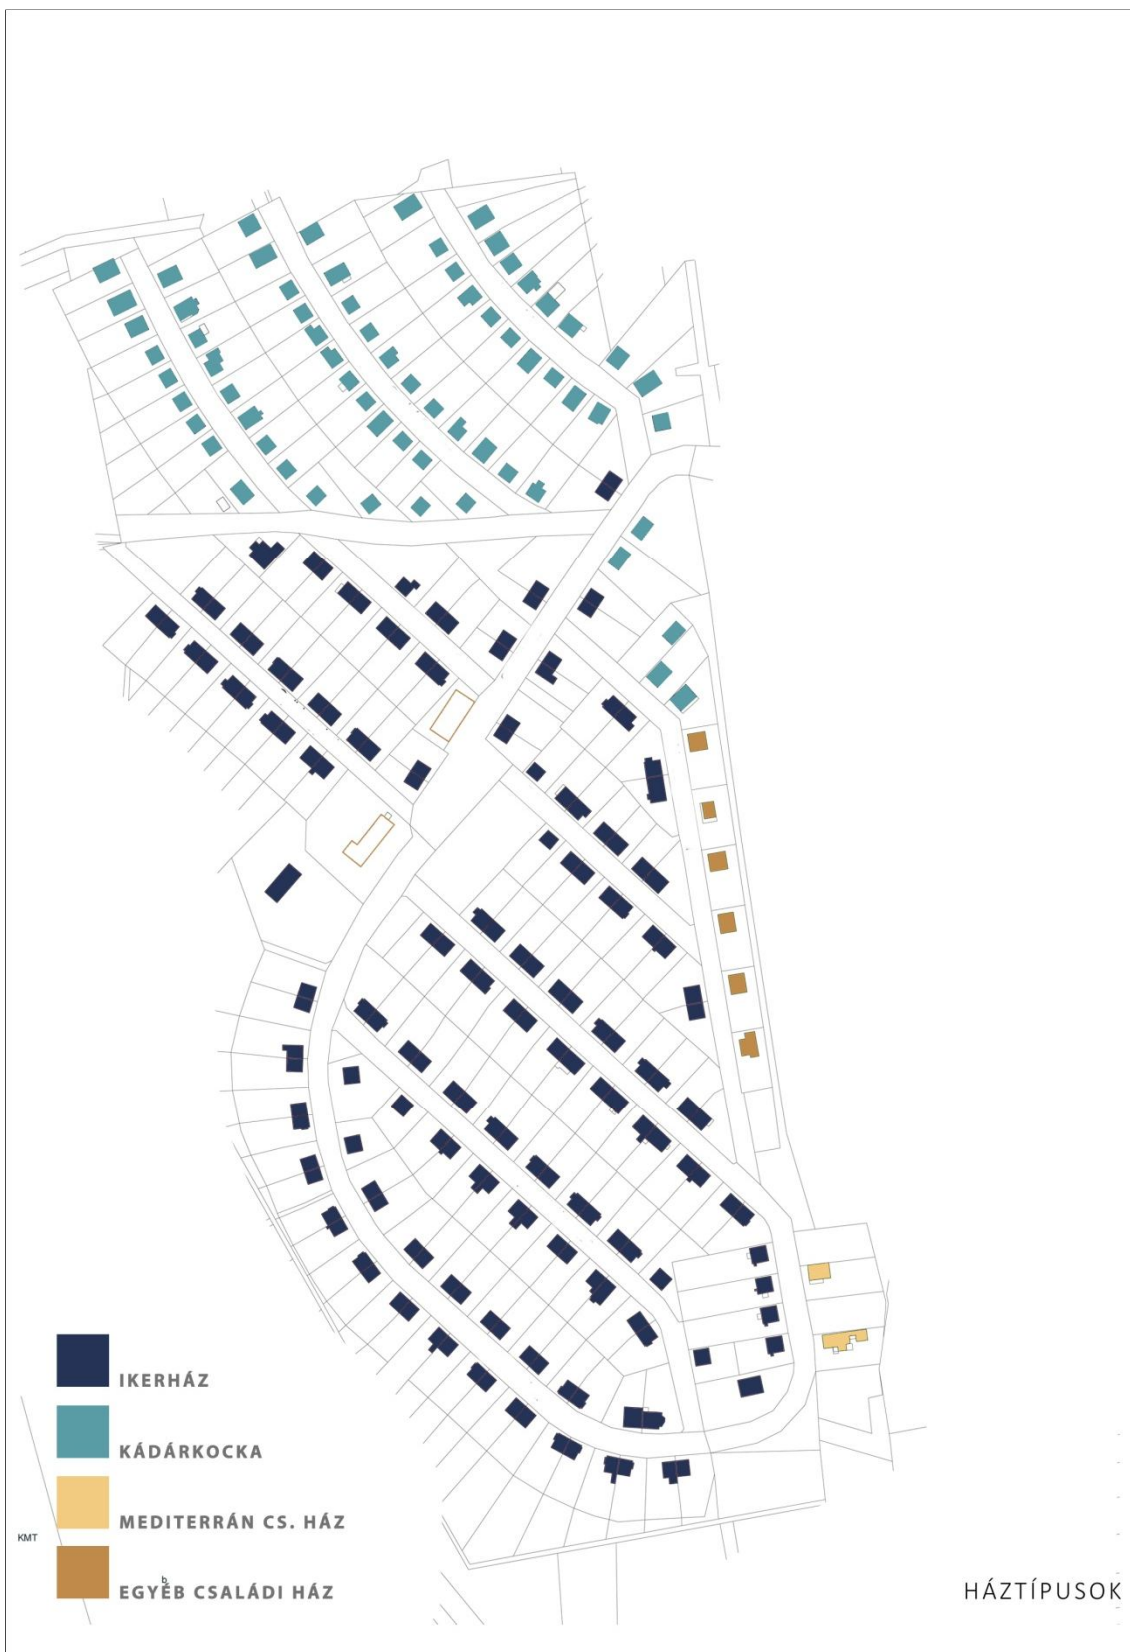 IKERHÁZ
KÁDÁRKOCKA
MEDITERRÁN CS. HÁZ
KMT
b
EGYÉB CSALÁDI HÁZ
HÁZTÍPUSOK